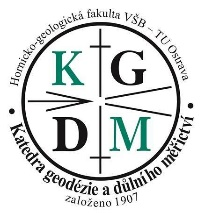 Hornicko-geologická fakulta VŠB – TU Ostrava
K G
D M
• Katedra geodézie a důlního měřictví •
založeno 1907